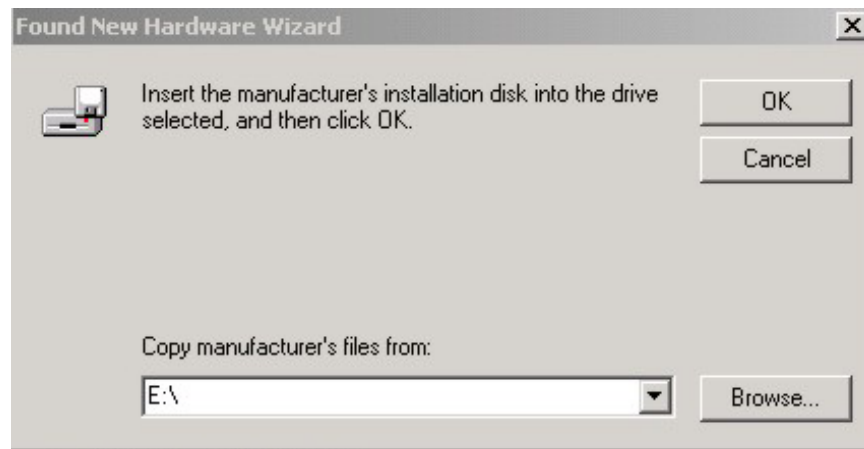 Found New Hardware Wizard
Insert the manufacturer's installation disk into the drive
selected, and then click OK.
OK
Cancel
Copy manufacturer's files from:
E:\
Browse...